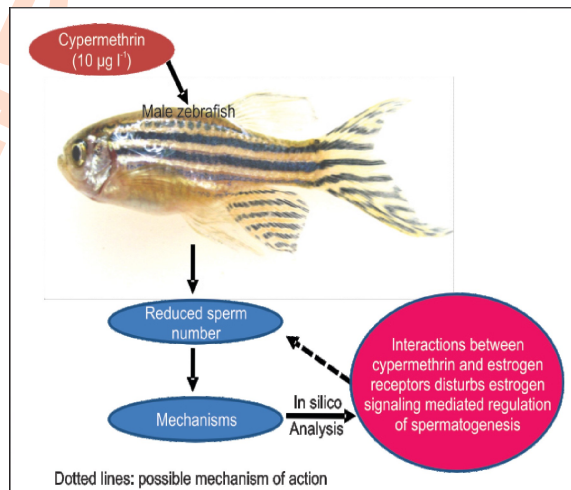 Cypermethrin
(10 µg l⁻¹)
Male zebrafish
Reduced sperm
number
Mechanisms
In silico
Analysis
Interactions between
cypermethrin and estrogen
receptors disturbs estrogen
signaling mediated regulation
of spermatogenesis
Dotted lines: possible mechanism of action